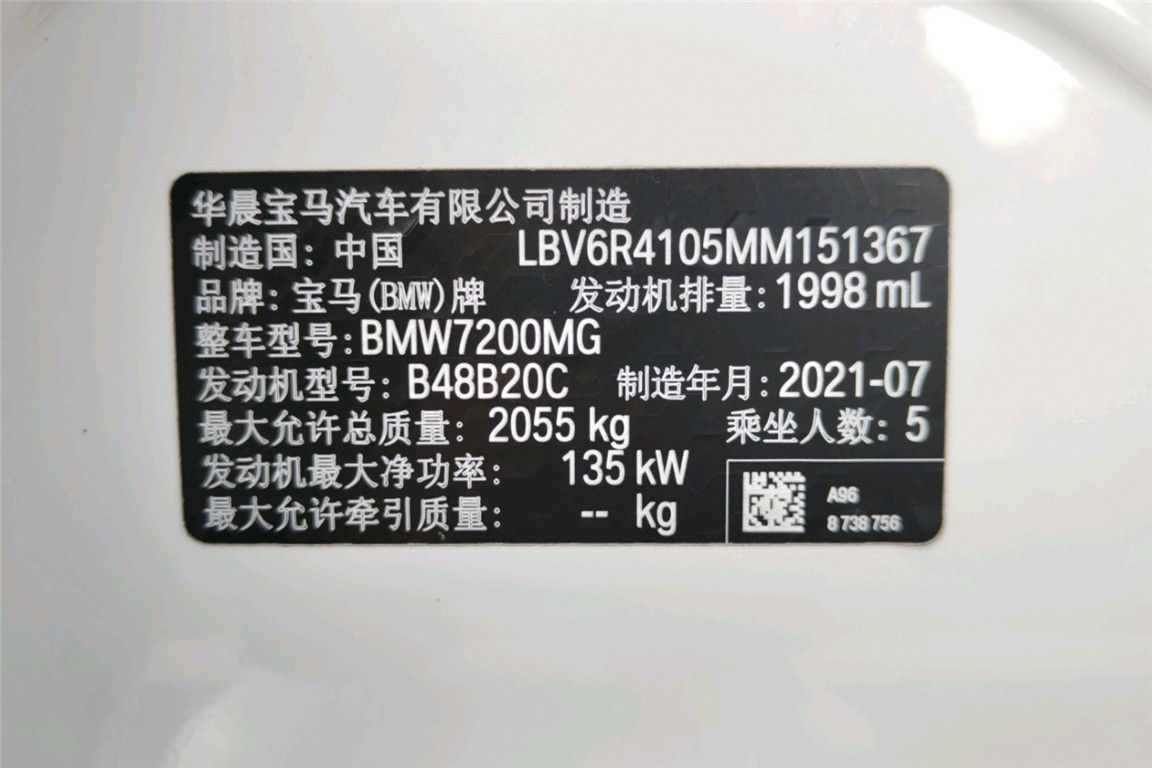 华晨宝马汽车有限公司制造
制造国：中国 LBV6R4105MM151367
品牌：宝马(BMW)牌 发动机排量：1998 mL
整车型号：BMW7200MG
发动机型号：B48B20C 制造年月：2021-07
最大允许总质量：2055 kg 乘坐人数：5
发动机最大净功率：135 kW
最大允许牵引质量：-- kg
A96
8 738 756